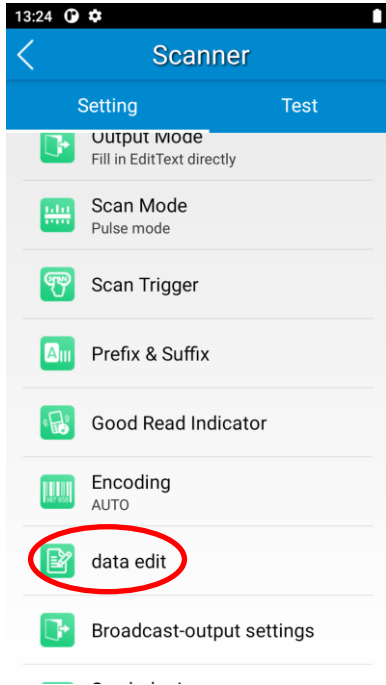 13:24
Scanner
Setting
Test
Output Mode
Fill in EditText directly
Scan Mode
Pulse mode
Scan Trigger
Prefix & Suffix
Good Read Indicator
Encoding
AUTO
data edit
Broadcast-output settings